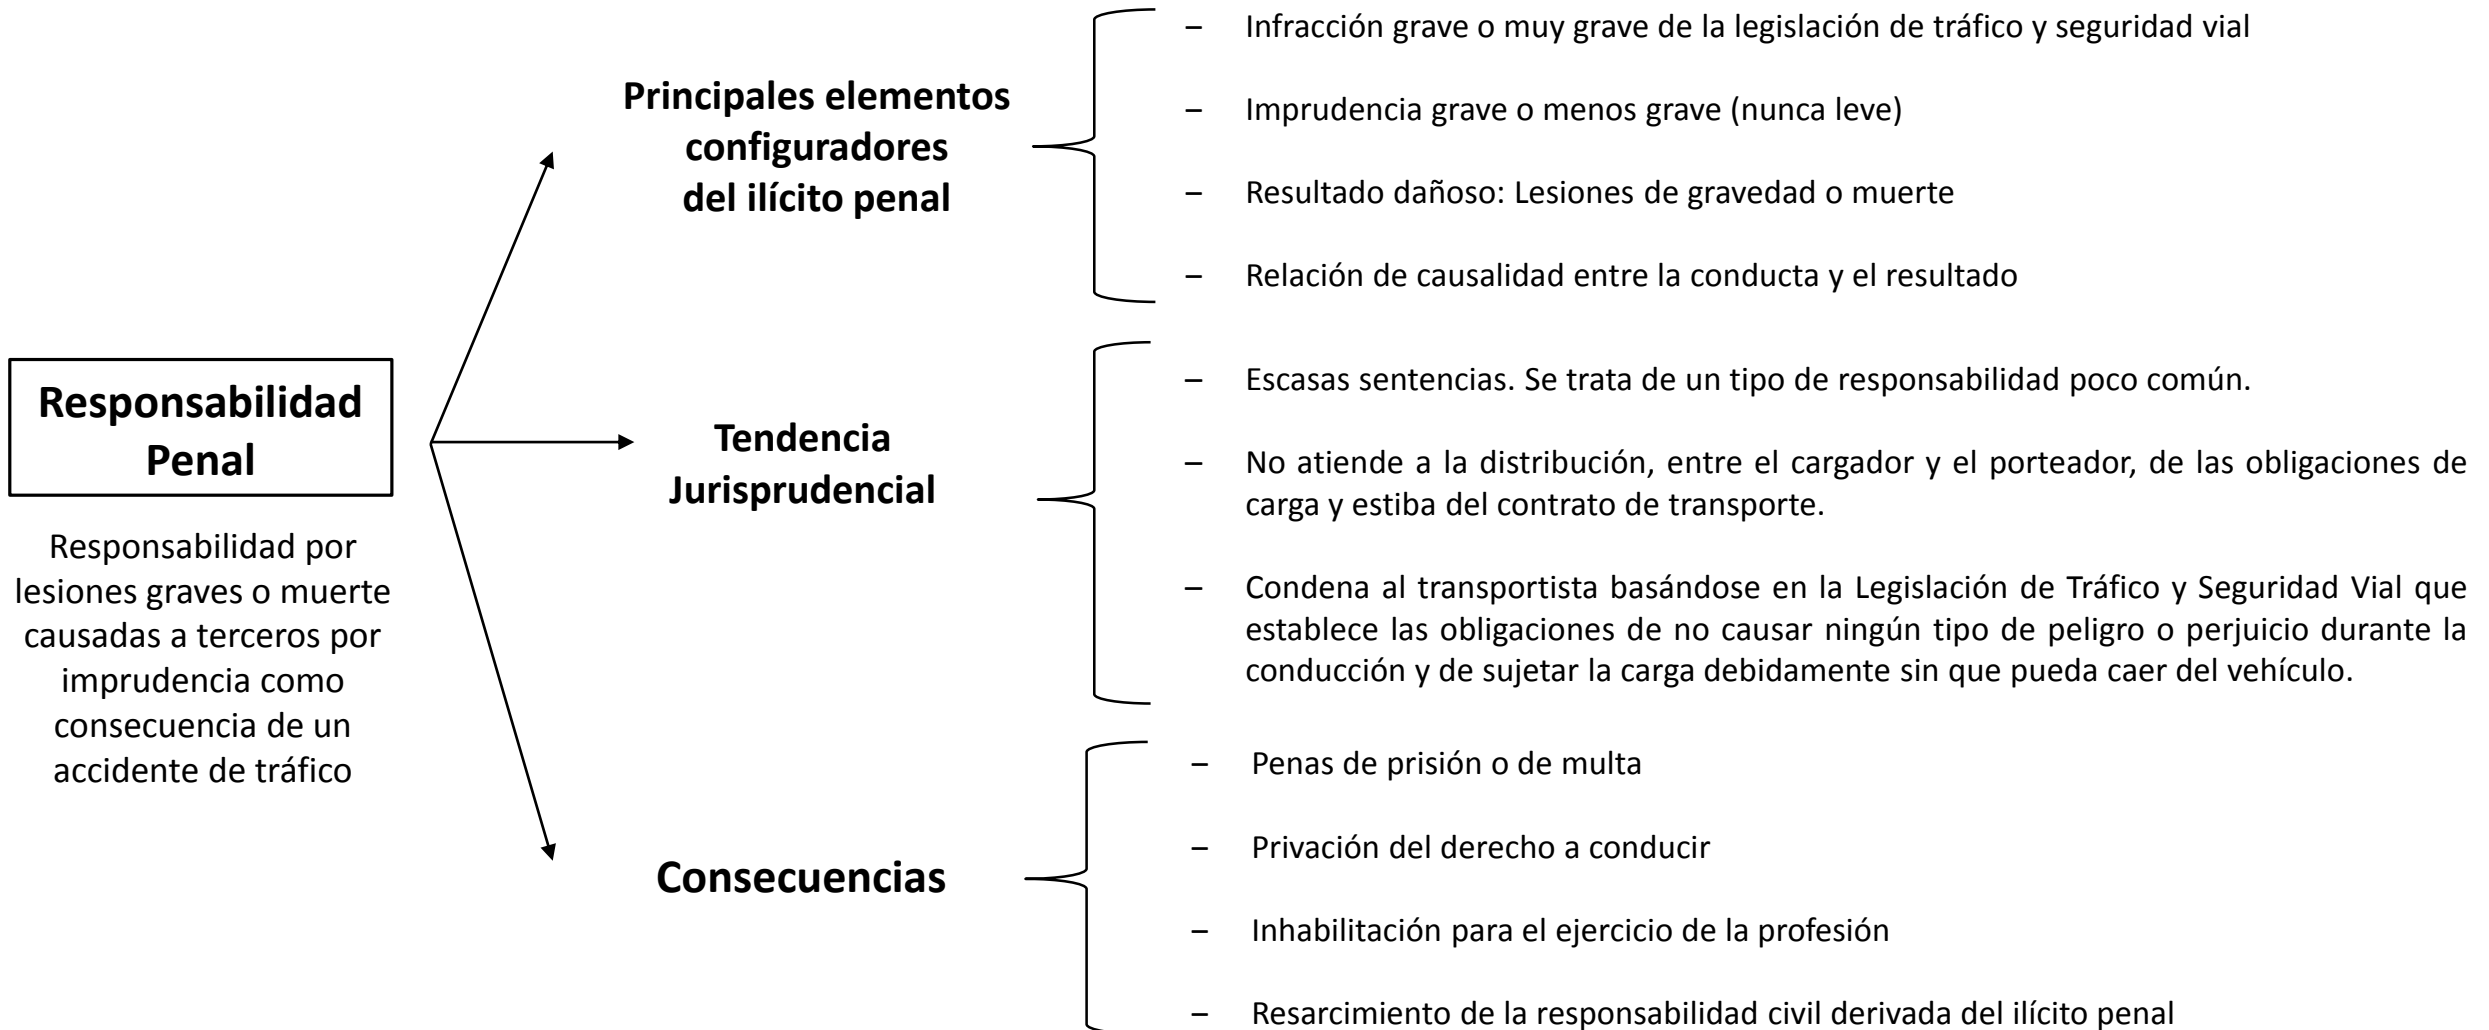 Responsabilidad
Penal
Responsabilidad por
lesiones graves o muerte
causadas a terceros por
imprudencia como
consecuencia de un
accidente de tráfico
Principales elementos
configuradores
del ilícito penal
– Infracción grave o muy grave de la legislación de tráfico y seguridad vial
– Imprudencia grave o menos grave (nunca leve)
– Resultado dañoso: Lesiones de gravedad o muerte
– Relación de causalidad entre la conducta y el resultado
Tendencia
Jurisprudencial
– Escasas sentencias. Se trata de un tipo de responsabilidad poco común.
– No atiende a la distribución, entre el cargador y el porteador, de las obligaciones de
carga y estiba del contrato de transporte.
– Condena al transportista basándose en la Legislación de Tráfico y Seguridad Vial que
establece las obligaciones de no causar ningún tipo de peligro o perjuicio durante la
conducción y de sujetar la carga debidamente sin que pueda caer del vehículo.
Consecuencias
– Penas de prisión o de multa
– Privación del derecho a conducir
– Inhabilitación para el ejercicio de la profesión
– Resarcimiento de la responsabilidad civil derivada del ilícito penal